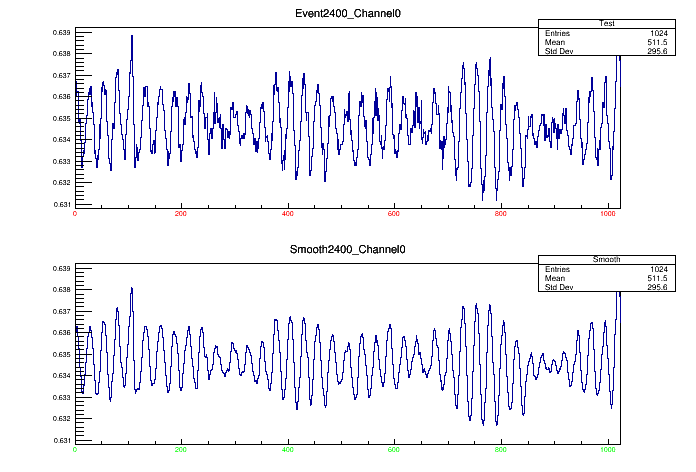 Event2400_Channel0
Test
Entries 1024
Mean 511.5
Std Dev 295.6
0.639
0.638
0.637
0.636
0.635
0.634
0.633
0.632
0.631
0 200 400 600 800 1000
Smooth2400_Channel0
Smooth
Entries 1024
Mean 511.5
Std Dev 295.6
0.639
0.638
0.637
0.636
0.635
0.634
0.633
0.632
0.631
0 200 400 600 800 1000